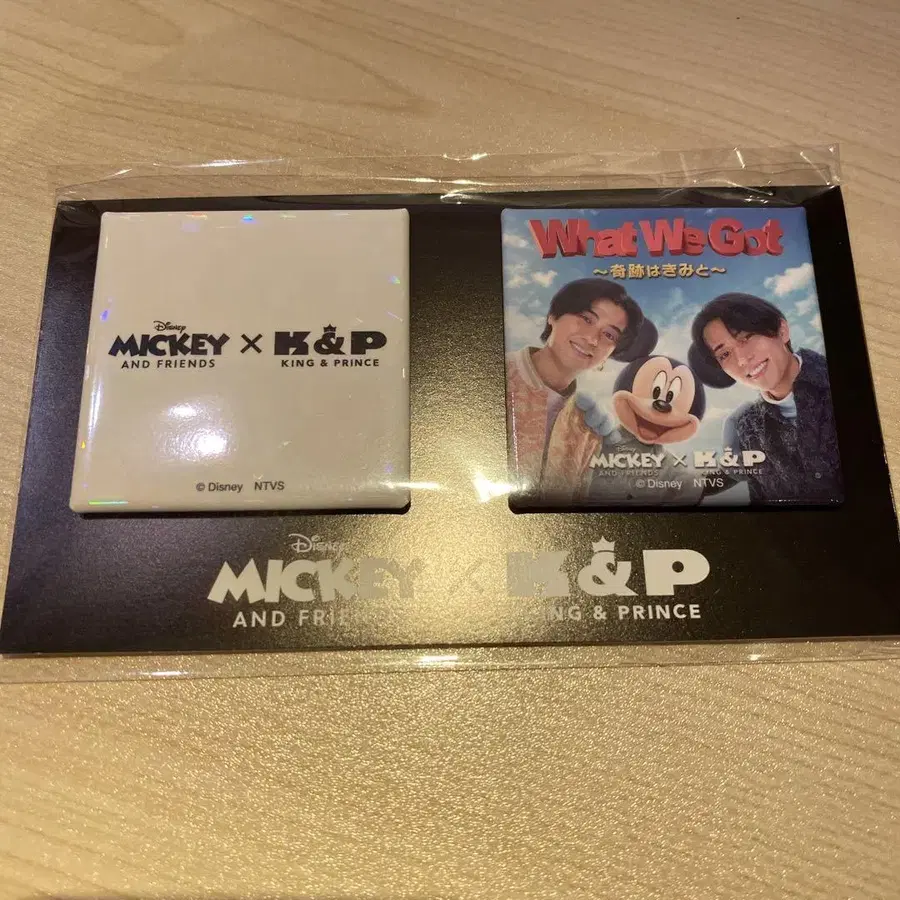 Disney
MICKEY × K&P
AND FRIENDS KING & PRINCE
© Disney NTVS
What We Got
～奇跡はきみと～
Disney
MICKEY × K&P
AND FRIENDS KING & PRINCE
© Disney NTVS
Disney
MICKEY × K&P
AND FRIENDS KING & PRINCE